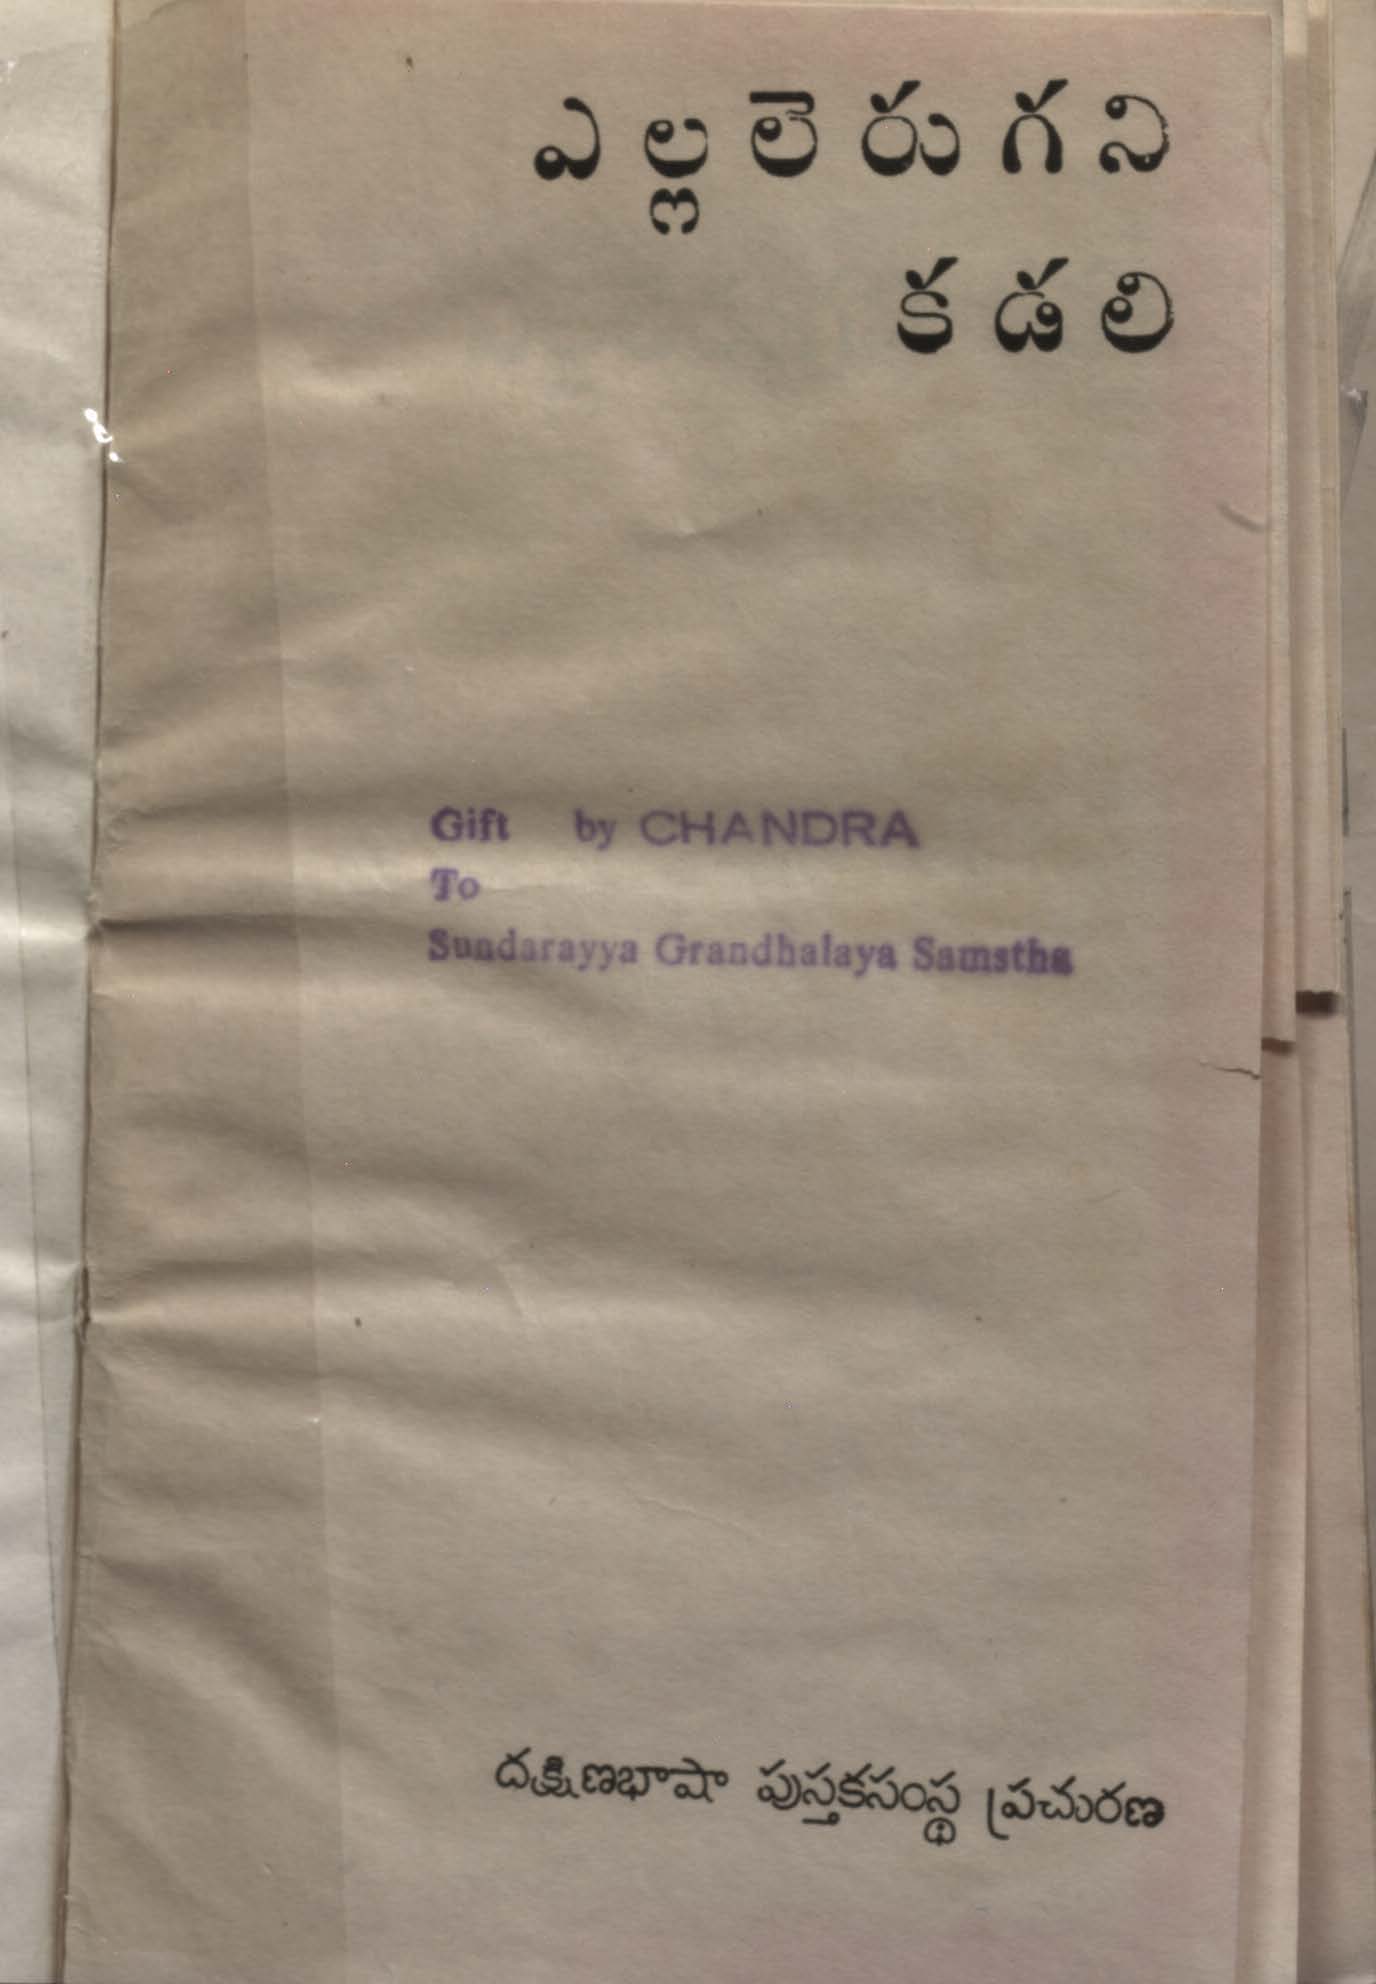 ఎల్లలెరుగని
కడలి
Gift by CHANDRA
To
Sundarayya Grandhalaya Samstha
దక్షిణభాషా పుస్తకసంస్థ ప్రచురణ